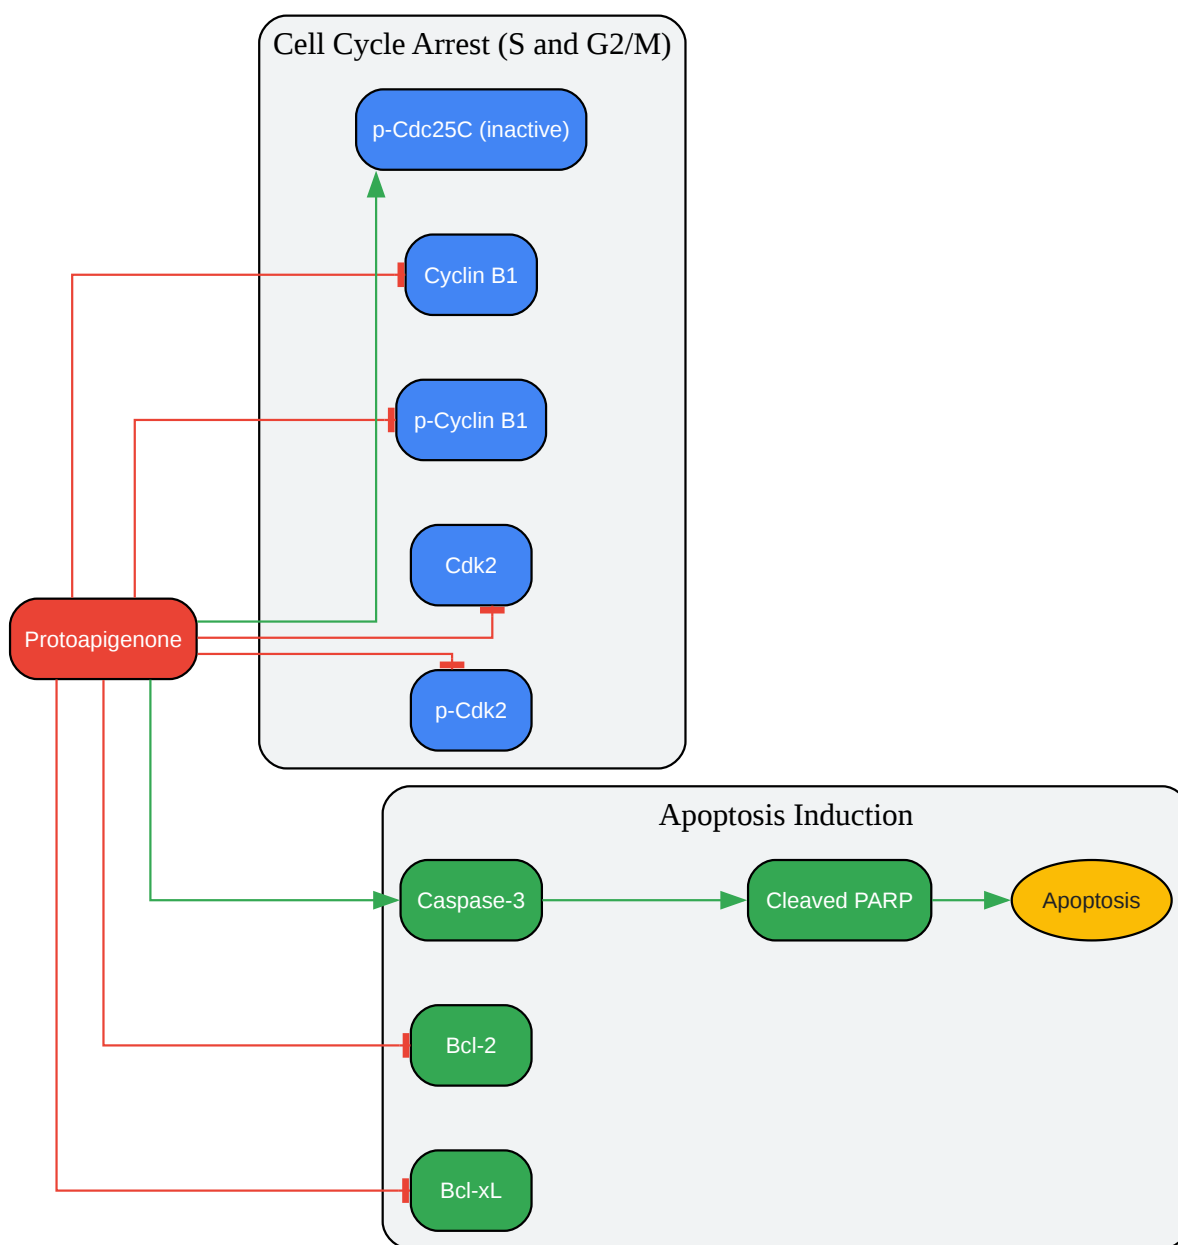 Cell Cycle Arrest (S and G2/M)
p-Cdc25C (inactive)
Cyclin B1
p-Cyclin B1
Cdk2
Protoapigenone
p-Cdk2
Apoptosis Induction
Caspase-3
Cleaved PARP
Apoptosis
Bcl-2
Bcl-xL